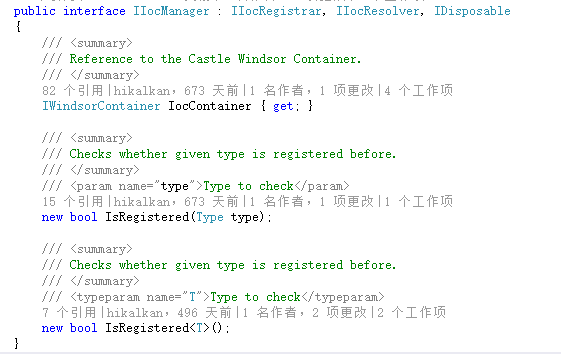 public interface IIocManager : IIocRegistrar, IIocResolver, IDisposable
{
/// <summary>
/// Reference to the Castle Windsor Container.
/// </summary>
82 个引用|hikalkan，673 天前|1 名作者，1 项更改|4 个工作项
IWindsorContainer IocContainer { get; }
/// <summary>
/// Checks whether given type is registered before.
/// </summary>
/// <param name="type">Type to check</param>
15 个引用|hikalkan，673 天前|1 名作者，1 项更改|1 个工作项
new bool IsRegistered(Type type);
/// <summary>
/// Checks whether given type is registered before.
/// </summary>
/// <typeparam name="T">Type to check</typeparam>
7 个引用|hikalkan，496 天前|1 名作者，2 项更改|2 个工作项
new bool IsRegistered<T>();
}